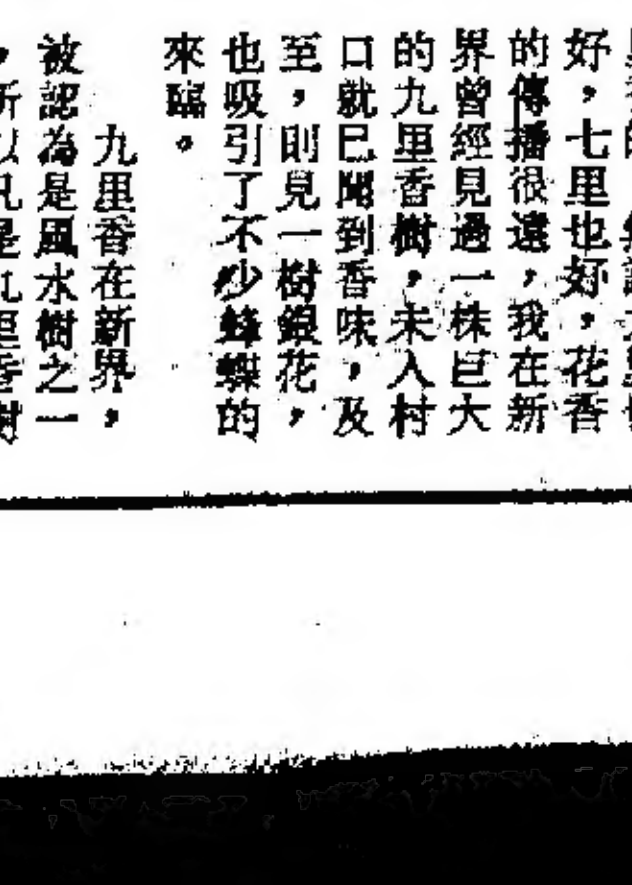 好，七里也好，花香
的傳播很遠，我在新
界曾經見過一株巨大
的九里香樹，未入村
口就已聞到香味，及
至，則見一樹銀花，
也吸引了不少蜂蝶的
來臨。
九里香在新界，
被認為是風水樹之一